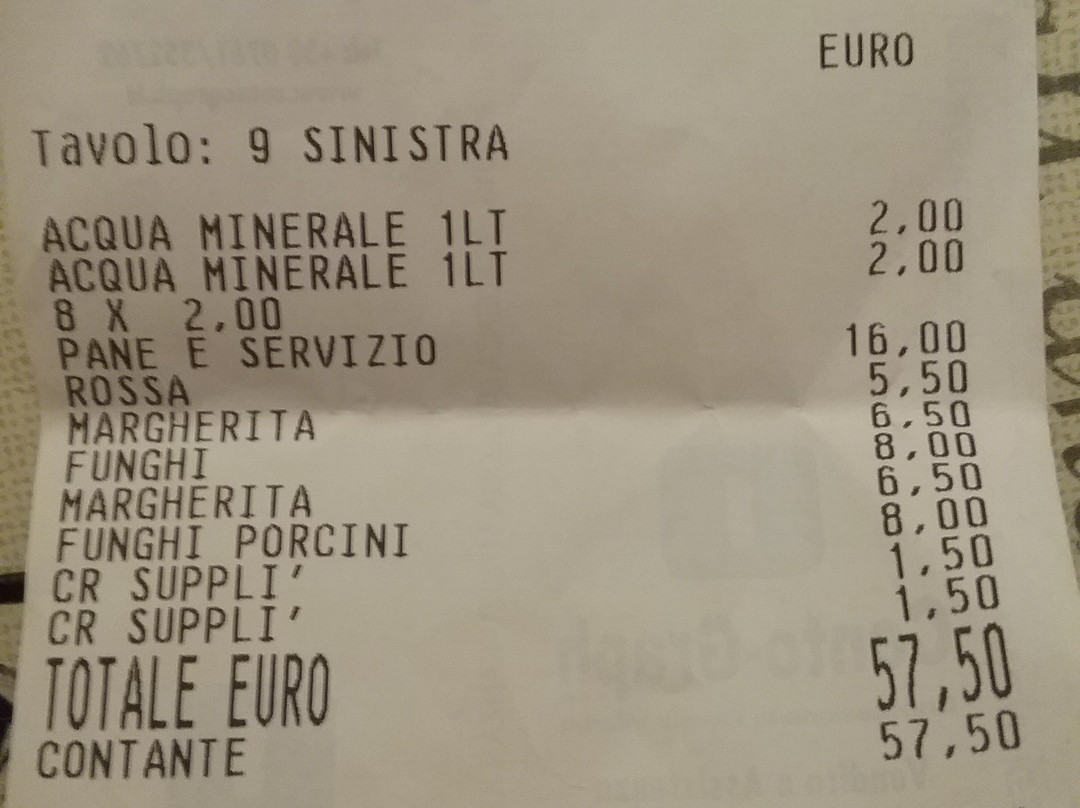 EURO
Tavolo: 9 SINISTRA
ACQUA MINERALE 1LT 2,00
ACQUA MINERALE 1LT 2,00
8 X 2,00
PANE E SERVIZIO 16,00
ROSSA 5,50
MARGHERITA 6,50
FUNGHI 8,00
MARGHERITA 6,50
FUNGHI PORCINI 8,00
CR SUPPLI' 1,50
CR SUPPLI' 1,50
TOTALE EURO 57,50
CONTANTE 57,50